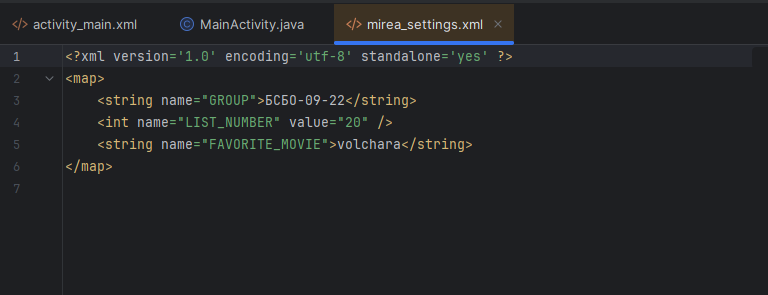 activity_main.xml MainActivity.java mirea_settings.xml
1 <?xml version='1.0' encoding='utf-8' standalone='yes' ?>
2 <map>
3 <string name="GROUP">БСБО-09-22</string>
4 <int name="LIST_NUMBER" value="20" />
5 <string name="FAVORITE_MOVIE">volchara</string>
6 </map>
7